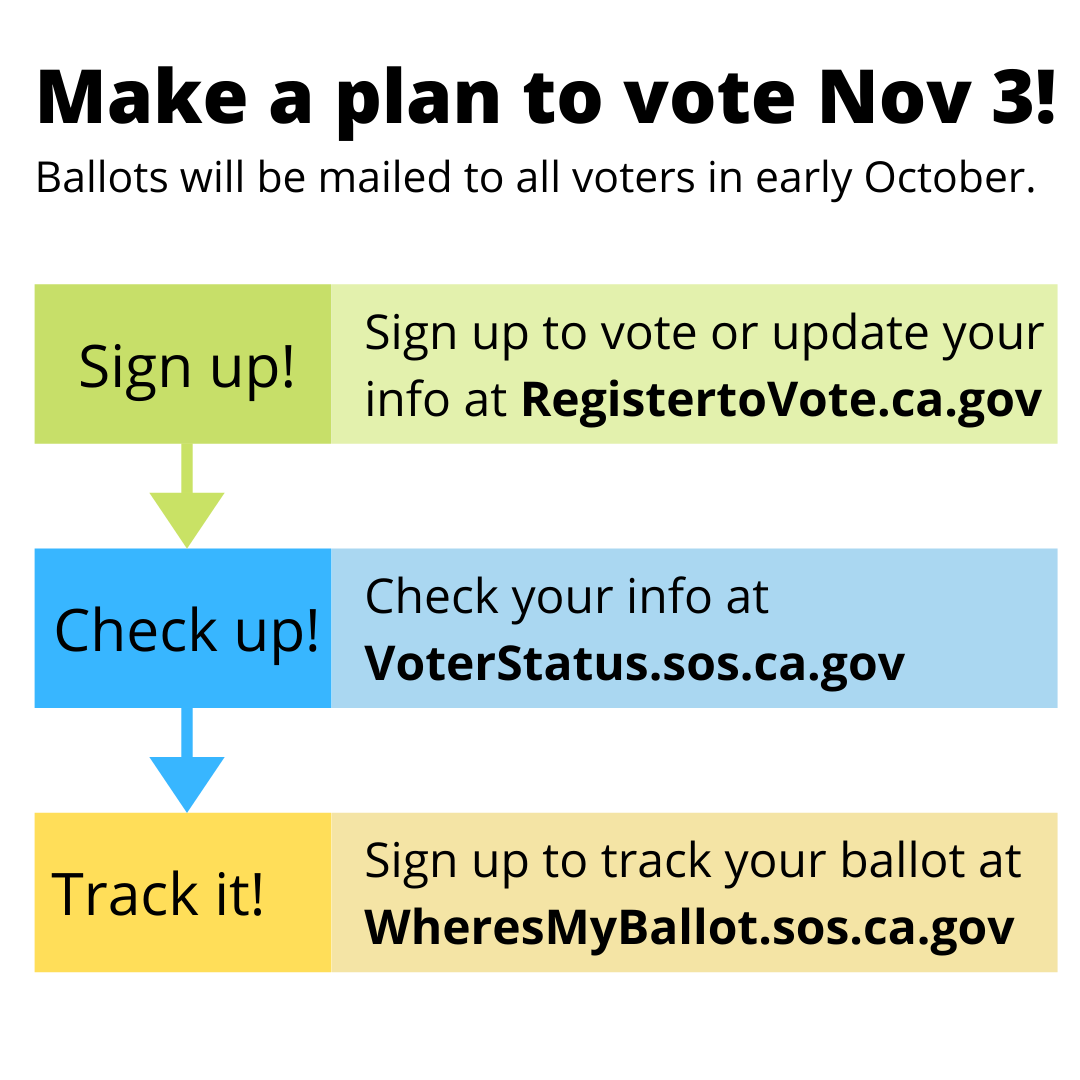 Make a plan to vote Nov 3!
Ballots will be mailed to all voters in early October.
Sign up!
Sign up to vote or update your
info at RegistertoVote.ca.gov
Check up!
Check your info at
VoterStatus.sos.ca.gov
Track it!
Sign up to track your ballot at
WheresMyBallot.sos.ca.gov